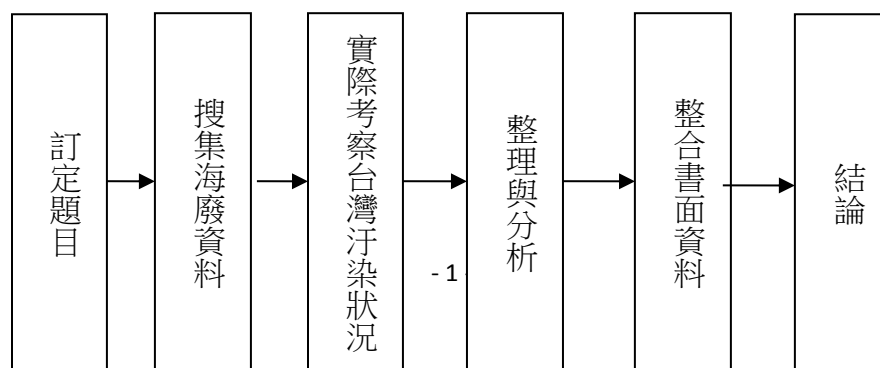 訂定題目
搜集海廢資料
實際考察台灣汙染狀況
整理與分析
整合書面資料
結論
- 1 -